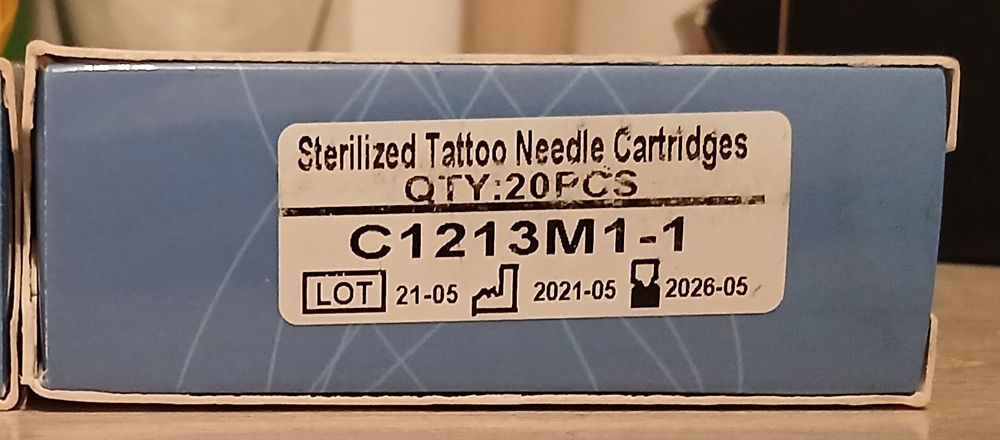 Sterilized Tattoo Needle Cartridges
QTY:20PCS
C1213M1-1
LOT 21-05 2021-05 2026-05